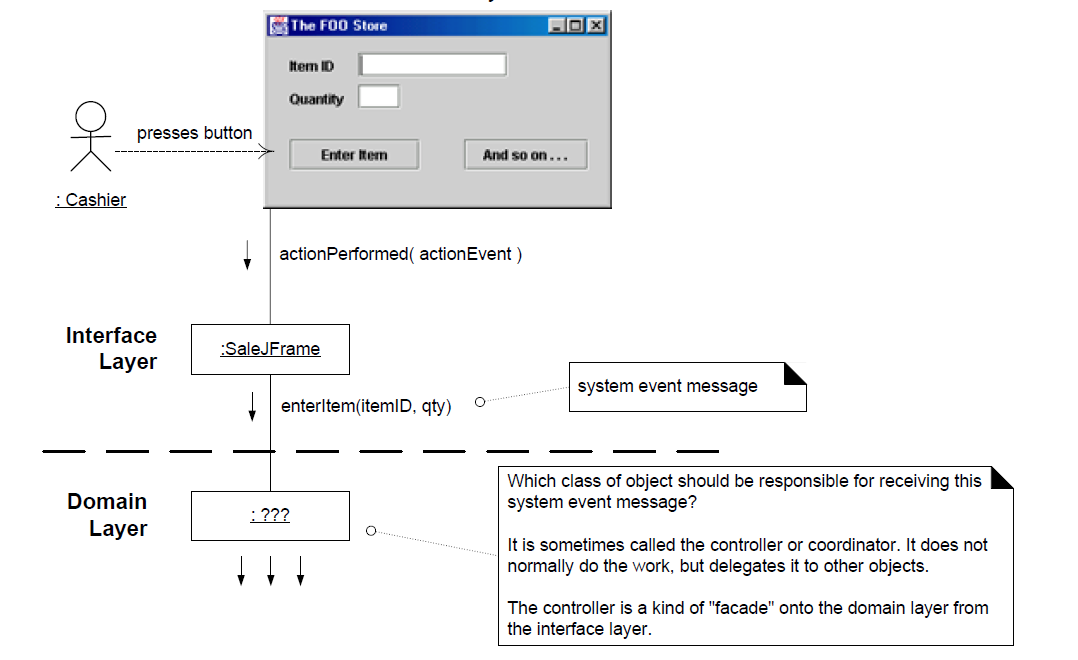 The FOO Store
Item ID
Quantity
presses button
Enter Item
And so on . . .
: Cashier
actionPerformed( actionEvent )
Interface
Layer
:SaleJFrame
system event message
enterItem(itemID, qty)
Which class of object should be responsible for receiving this
system event message?
It is sometimes called the controller or coordinator. It does not
normally do the work, but delegates it to other objects.
The controller is a kind of "facade" onto the domain layer from
the interface layer.
Domain
Layer
: ???